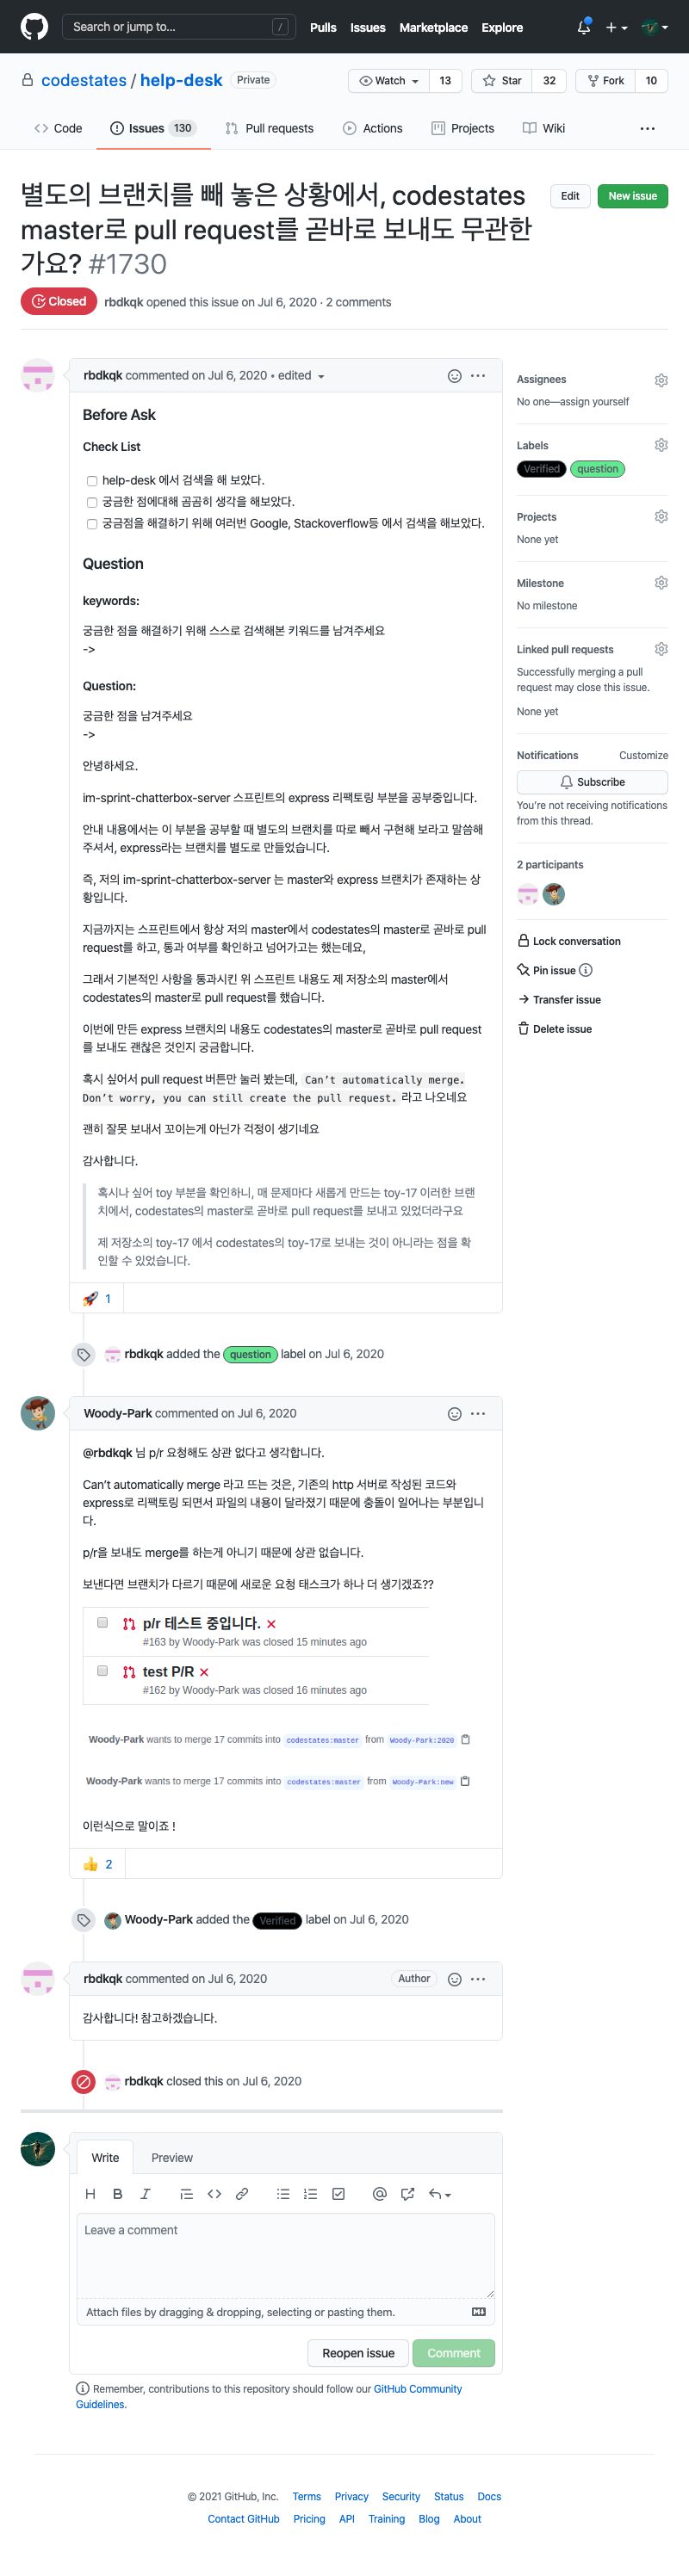 Search or jump to...
/
Pulls Issues Marketplace Explore
codestates / help-desk Private
Watch 13 Star 32 Fork 10
Code Issues 130 Pull requests Actions Projects Wiki
별도의 브랜치를 빼 놓은 상황에서, codestates
master로 pull request를 곧바로 보내도 무관한
가요? #1730
Edit New issue
Closed rbdkqk opened this issue on Jul 6, 2020 · 2 comments
rbdkqk commented on Jul 6, 2020 • edited
Before Ask
Check List
help-desk 에서 검색을 해 보았다.
궁금한 점에대해 곰곰히 생각을 해보았다.
궁금점을 해결하기 위해 여러번 Google, Stackoverflow등 에서 검색을 해보았다.
Question
keywords:
궁금한 점을 해결하기 위해 스스로 검색해본 키워드를 남겨주세요
->
Question:
궁금한 점을 남겨주세요
->
안녕하세요.
im-sprint-chatterbox-server 스프린트의 express 리팩토링 부분을 공부중입니다.
안내 내용에서는 이 부분을 공부할 때 별도의 브랜치를 따로 빼서 구현해 보라고 말씀해
주셔서, express라는 브랜치를 별도로 만들었습니다.
즉, 저의 im-sprint-chatterbox-server 는 master와 express 브랜치가 존재하는 상
황입니다.
지금까지는 스프린트에서 항상 저의 master에서 codestates의 master로 곧바로 pull
request를 하고, 통과 여부를 확인하고 넘어가고는 했는데요,
그래서 기본적인 사항을 통과시킨 위 스프린트 내용도 제 저장소의 master에서
codestates의 master로 pull request를 했습니다.
이번에 만든 express 브랜치의 내용도 codestates의 master로 곧바로 pull request
를 보내도 괜찮은 것인지 궁금합니다.
혹시 싶어서 pull request 버튼만 눌러 봤는데, Can’t automatically merge.
Don’t worry, you can still create the pull request. 라고 나오네요
괜히 잘못 보내서 꼬이는게 아닌가 걱정이 생기네요
감사합니다.
혹시나 싶어 toy 부분을 확인하니, 매 문제마다 새롭게 만드는 toy-17 이러한 브랜
치에서, codestates의 master로 곧바로 pull request를 보내고 있었더라구요
제 저장소의 toy-17 에서 codestates의 toy-17로 보내는 것이 아니라는 점을 확
인할 수 있었습니다.
1
rbdkqk added the question label on Jul 6, 2020
Woody-Park commented on Jul 6, 2020
@rbdkqk 님 p/r 요청해도 상관 없다고 생각합니다.
Can’t automatically merge 라고 뜨는 것은, 기존의 http 서버로 작성된 코드와
express로 리팩토링 되면서 파일의 내용이 달라졌기 때문에 충돌이 일어나는 부분입니
다.
p/r을 보내도 merge를 하는게 아니기 때문에 상관 없습니다.
보낸다면 브랜치가 다르기 때문에 새로운 요청 태스크가 하나 더 생기겠죠??
p/r 테스트 중입니다.
#163 by Woody-Park was closed 15 minutes ago
test P/R
#162 by Woody-Park was closed 16 minutes ago
Woody-Park wants to merge 17 commits into codestates:master from Woody-Park:2020
Woody-Park wants to merge 17 commits into codestates:master from Woody-Park:new
이런식으로 말이죠 !
2
Woody-Park added the Verified label on Jul 6, 2020
rbdkqk commented on Jul 6, 2020 Author
감사합니다! 참고하겠습니다.
rbdkqk closed this on Jul 6, 2020
Write Preview
Leave a comment
Attach files by dragging & dropping, selecting or pasting them.
Reopen issue Comment
Remember, contributions to this repository should follow our GitHub Community
Guidelines.
Assignees
No one—assign yourself
Labels
Verified question
Projects
None yet
Milestone
No milestone
Linked pull requests
Successfully merging a pull
request may close this issue.
None yet
Notifications Customize
Subscribe
You’re not receiving notifications
from this thread.
2 participants
Lock conversation
Pin issue
Transfer issue
Delete issue
© 2021 GitHub, Inc. Terms Privacy Security Status Docs
Contact GitHub Pricing API Training Blog About